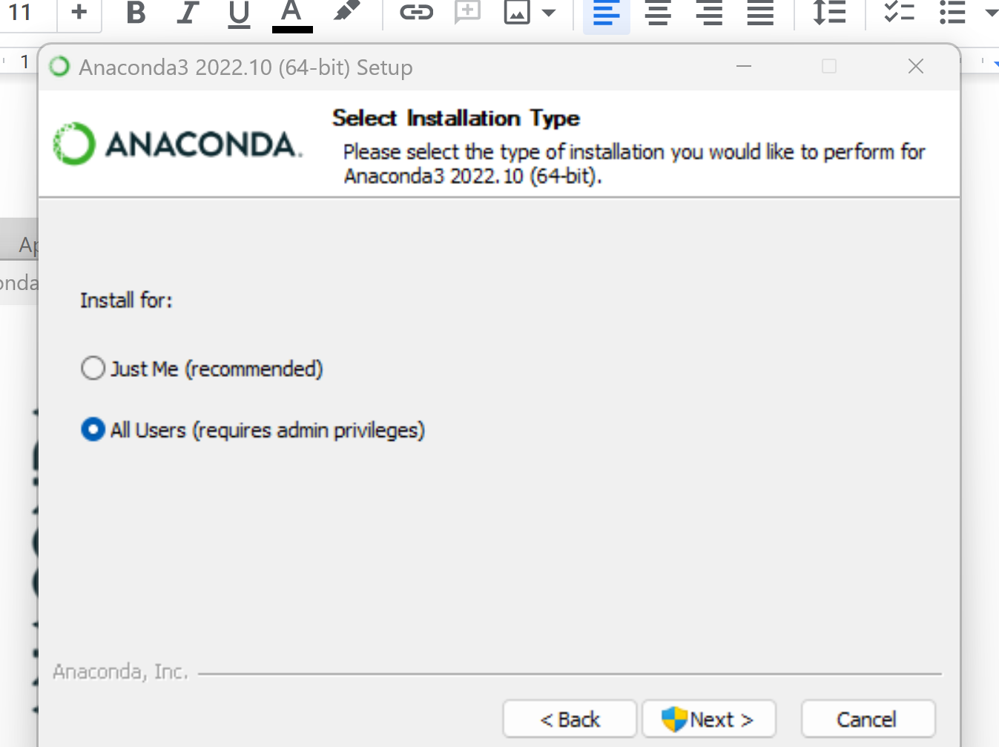 11 + B I U A
1
Anaconda3 2022.10 (64-bit) Setup
ANACONDA.
Select Installation Type
Please select the type of installation you would like to perform for
Anaconda3 2022.10 (64-bit).
Install for:
Just Me (recommended)
All Users (requires admin privileges)
Anaconda, Inc.
< Back
Next >
Cancel